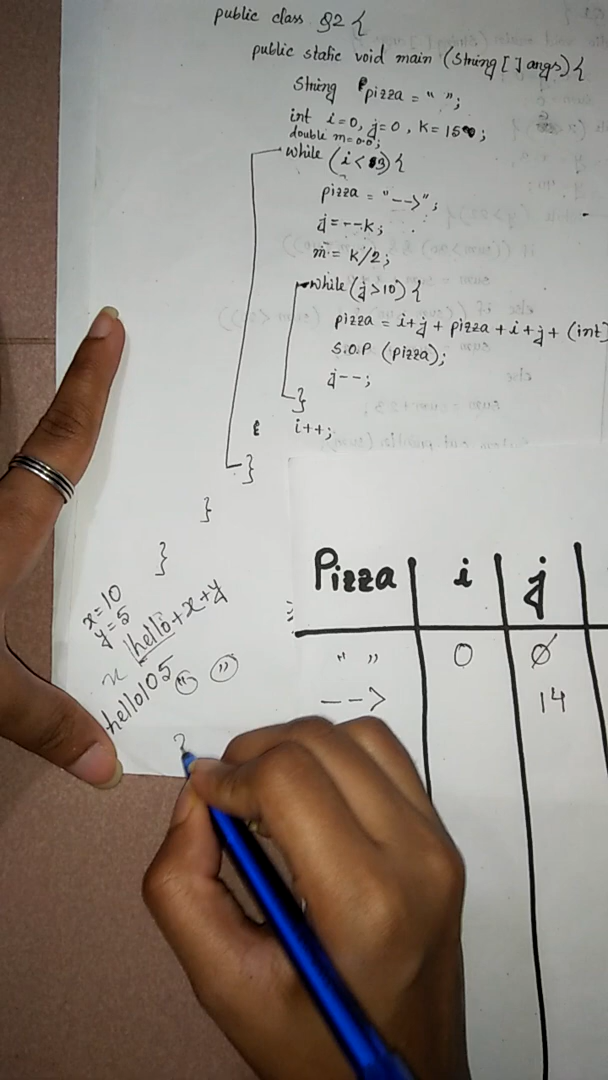 public class Q2 {
public static void main (String [ ] args) {
String pizza = " ";
int i=0, j=0, k=15;
double m=0.0;
while (i < 3) {
pizza = "-->";
j=--k;
m = k/2;
while (j>10) {
pizza = i+j + pizza + i + j + (int)
S.O.P (pizza);
j--;
}
i++;
}
}
}
x=10
y=5
"hello"+x+y
hello105
" "
Pizza i j
" " 0 0
--> 14